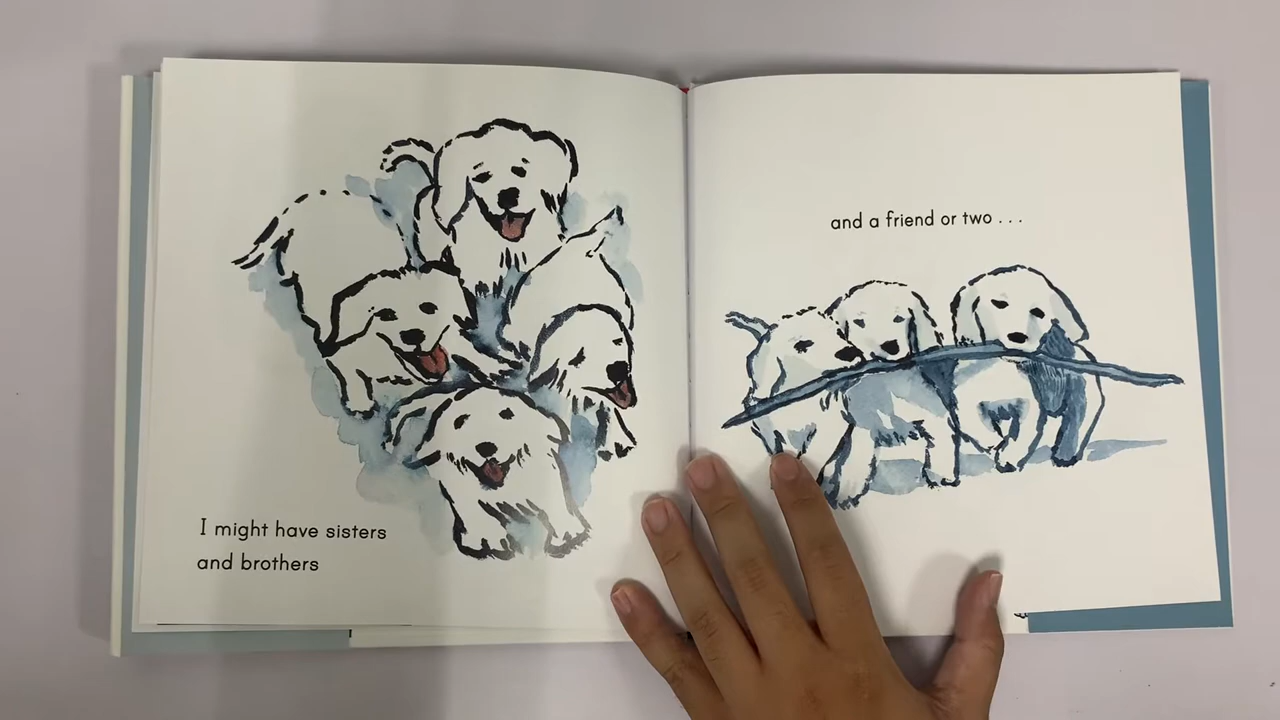 I might have sisters
and brothers
and a friend or two . . .